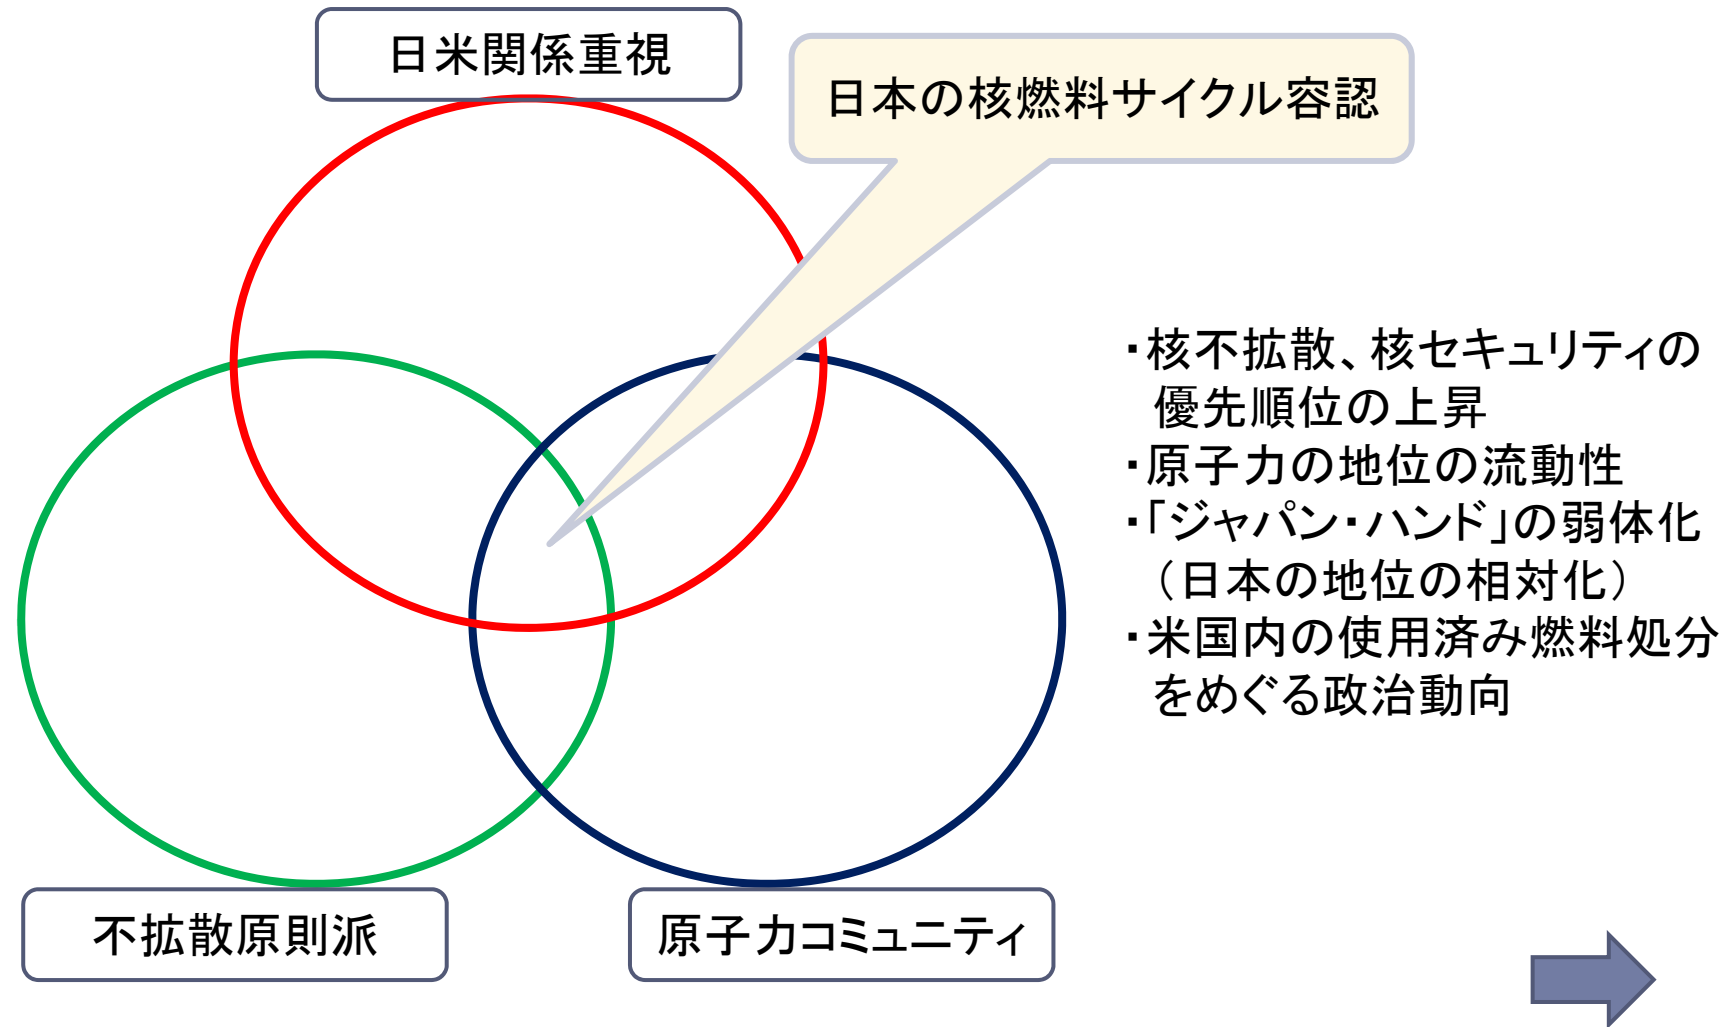 日米関係重視
日本の核燃料サイクル容認
・核不拡散、核セキュリティの
優先順位の上昇
・原子力の地位の流動性
・「ジャパン・ハンド」の弱体化
（日本の地位の相対化）
・米国内の使用済み燃料処分
をめぐる政治動向
不拡散原則派
原子力コミュニティ